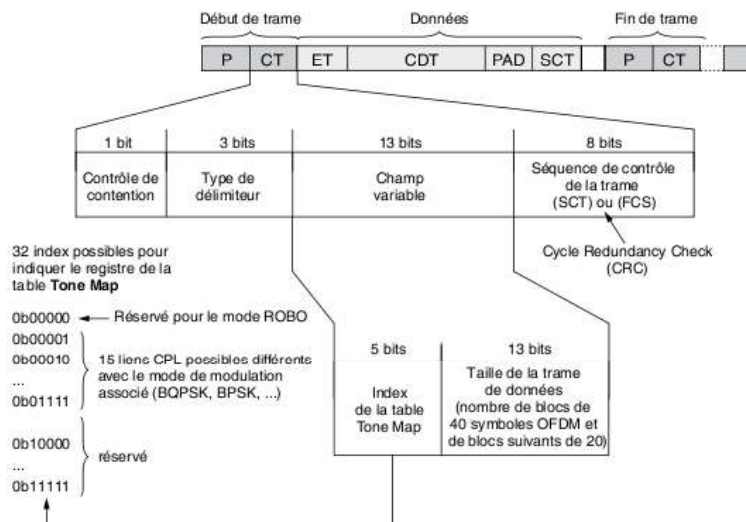 Début de trame
Données
Fin de trame
P
CT
ET
CDT
PAD
SCT
P
CT
1 bit
3 bits
13 bits
8 bits
Contrôle de
contention
Type de
délimiteur
Champ
variable
Séquence de contrôle
de la trame
(SCT) ou (FCS)
Cycle Redundancy Check
(CRC)
32 index possibles pour
indiquer le registre de la
table Tone Map
0b00000
Réservé pour le mode ROBO
0b00001
0b00010
...
0b01111
15 liens CPL possibles différents
avec le mode de modulation
associé (BQPSK, BPSK, ...)
0b10000
...
0b11111
réservé
5 bits
13 bits
Index
de la table
Tone Map
Taille de la trame
de données
(nombre de blocs de
40 symboles OFDM et
de blocs suivants de 20)